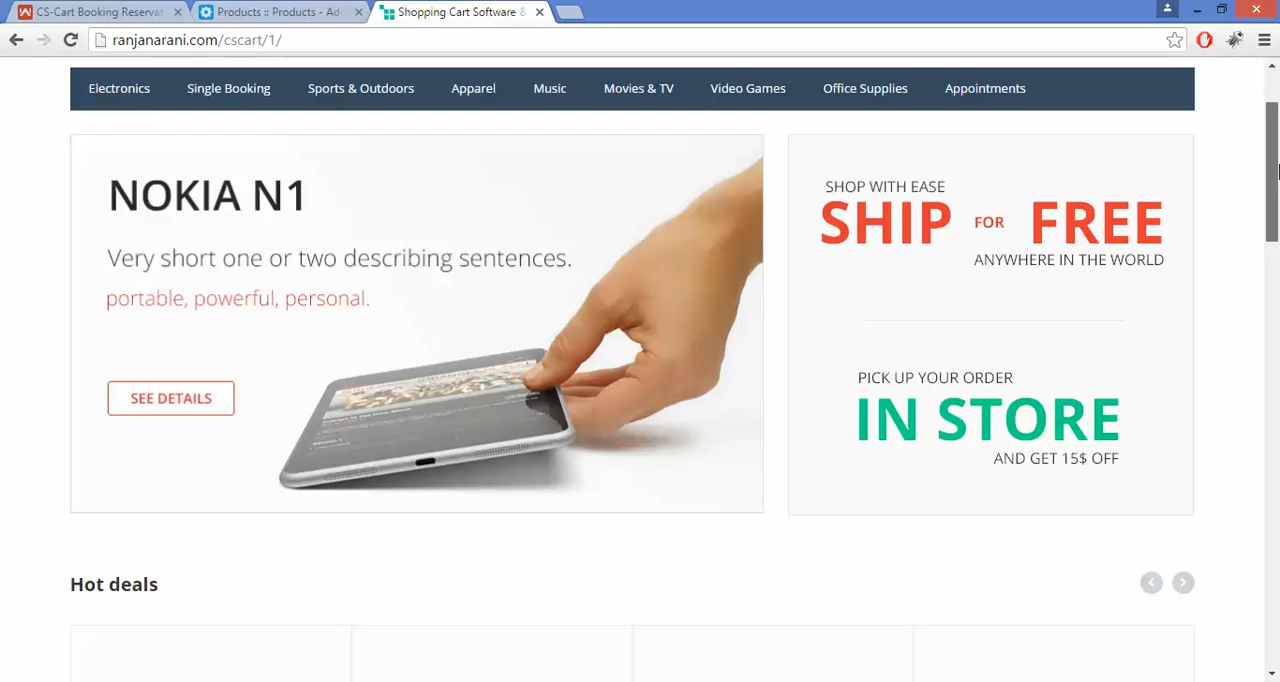 CS-Cart Booking Reservat
Products :: Products - Adm
Shopping Cart Software &
ranjanarani.com/cscart/1/
Electronics Single Booking Sports & Outdoors Apparel Music Movies & TV Video Games Office Supplies Appointments
NOKIA N1
Very short one or two describing sentences.
portable, powerful, personal.
SEE DETAILS
SHOP WITH EASE
SHIP FOR FREE
ANYWHERE IN THE WORLD
PICK UP YOUR ORDER
IN STORE
AND GET 15$ OFF
Hot deals